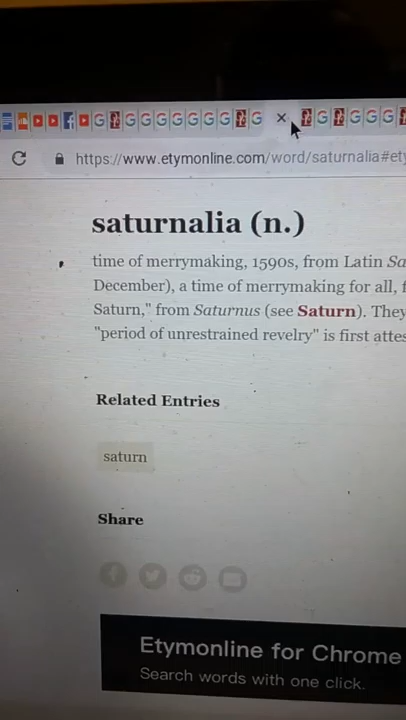 https://www.etymonline.com/word/saturnalia#ety
saturnalia (n.)
time of merrymaking, 1590s, from Latin Sa
December), a time of merrymaking for all, f
Saturn," from Saturnus (see Saturn). They
"period of unrestrained revelry" is first attes
Related Entries
saturn
Share
Etymonline for Chrome
Search words with one click.